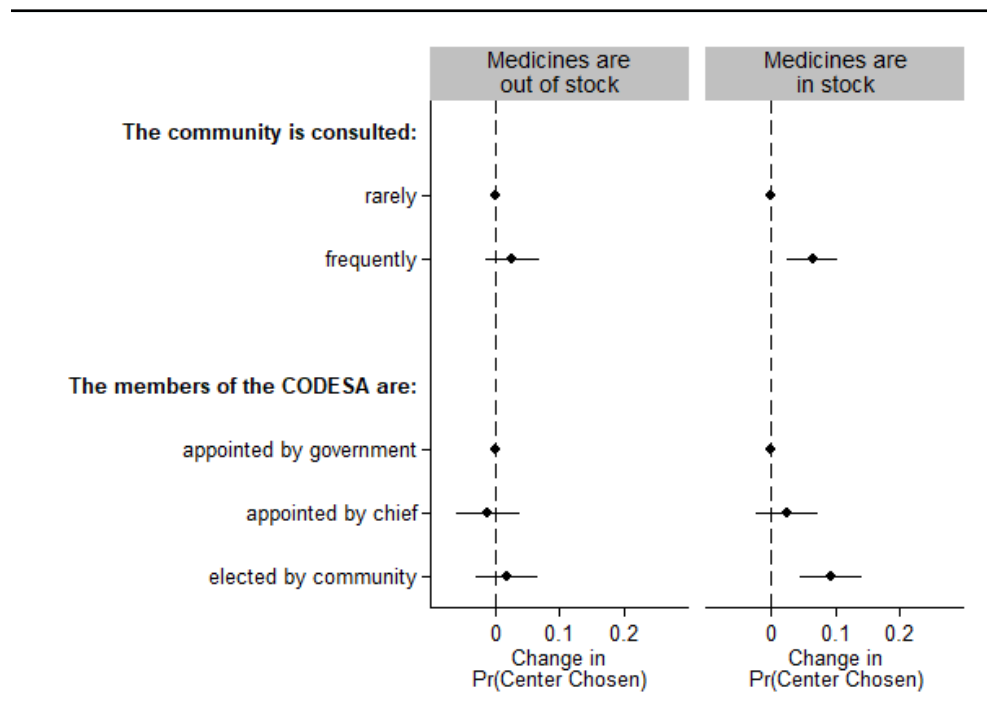 Medicines are
out of stock
Medicines are
in stock
The community is consulted:
rarely
frequently
The members of the CODESA are:
appointed by government
appointed by chief
elected by community
0 0.1 0.2
Change in
Pr(Center Chosen)
0 0.1 0.2
Change in
Pr(Center Chosen)